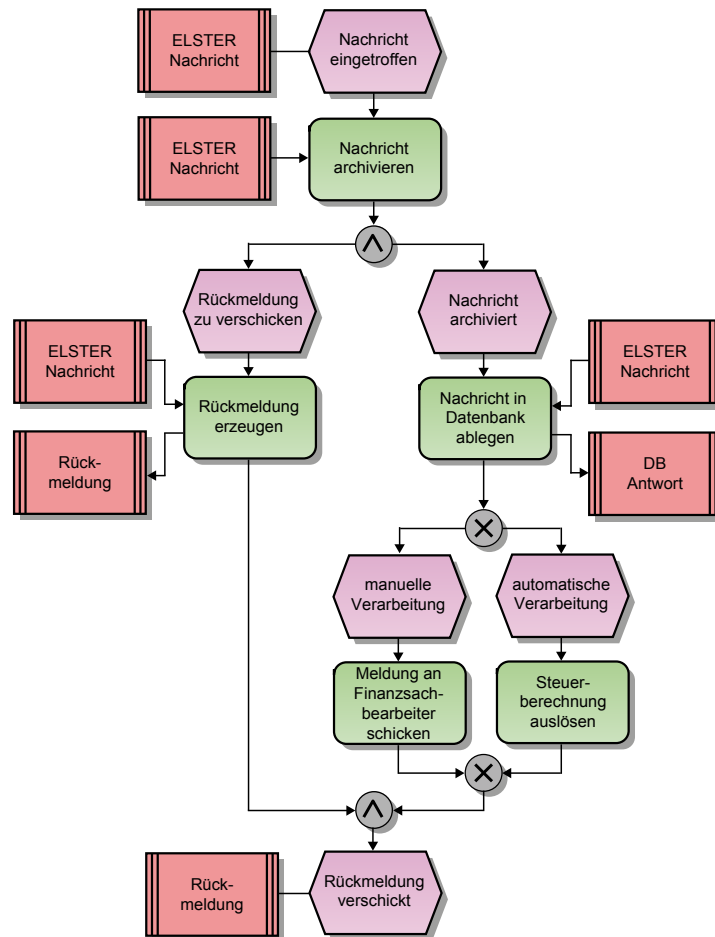 ELSTER
Nachricht
Nachricht
eingetroffen
ELSTER
Nachricht
Nachricht
archivieren
Rückmeldung
zu verschicken
Nachricht
archiviert
ELSTER
Nachricht
Rückmeldung
erzeugen
Nachricht in
Datenbank
ablegen
ELSTER
Nachricht
Rück-
meldung
DB
Antwort
manuelle
Verarbeitung
automatische
Verarbeitung
Meldung an
Finanzsach-
bearbeiter
schicken
Steuer-
berechnung
auslösen
Rück-
meldung
Rückmeldung
verschickt